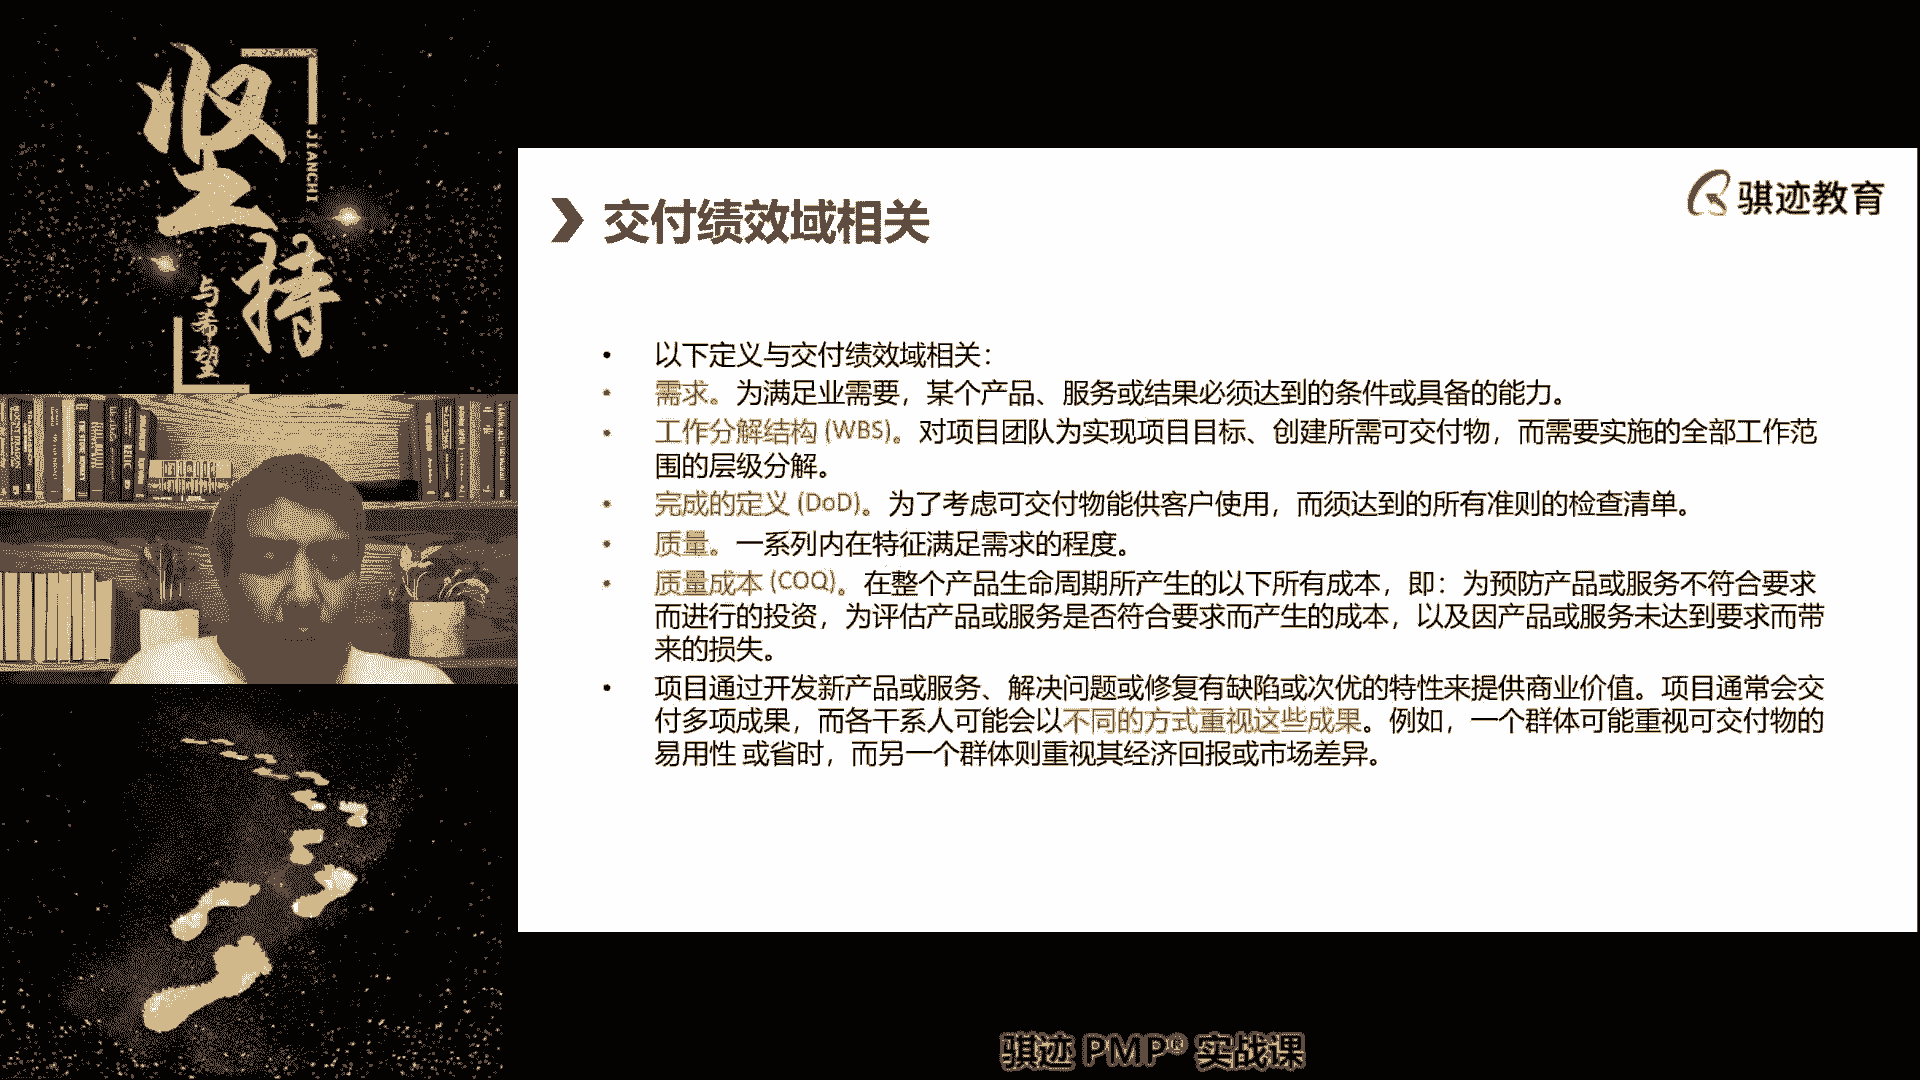 坚持
JIANCHI
与希望
骐迹教育
交付绩效域相关
• 以下定义与交付绩效域相关：
• 需求。为满足业需要，某个产品、服务或结果必须达到的条件或具备的能力。
• 工作分解结构 (WBS)。对项目团队为实现项目目标、创建所需可交付物，而需要实施的全部工作范
围的层级分解。
• 完成的定义 (DoD)。为了考虑可交付物能供客户使用，而须达到的所有准则的检查清单。
• 质量。一系列内在特征满足需求的程度。
• 质量成本 (COQ)。在整个产品生命周期所产生的以下所有成本，即：为预防产品或服务不符合要求
而进行的投资，为评估产品或服务是否符合要求而产生的成本，以及因产品或服务未达到要求而带
来的损失。
• 项目通过开发新产品或服务、解决问题或修复有缺陷或次优的特性来提供商业价值。项目通常会交
付多项成果，而各干系人可能会以不同的方式重视这些成果。例如，一个群体可能重视可交付物的
易用性 或省时，而另一个群体则重视其经济回报或市场差异。
骐迹 PMP® 实战课